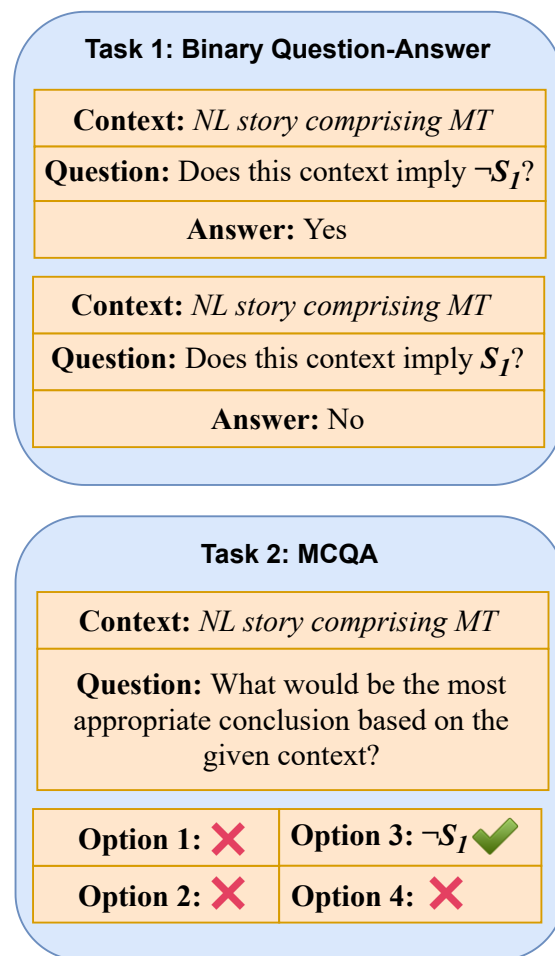 Task 1: Binary Question-Answer
Context: NL story comprising MT
Question: Does this context imply ¬S₁?
Answer: Yes
Context: NL story comprising MT
Question: Does this context imply S₁?
Answer: No
Task 2: MCQA
Context: NL story comprising MT
Question: What would be the most
appropriate conclusion based on the
given context?
Option 1: ❌
Option 3: ¬S₁ ✔
Option 2: ❌
Option 4: ❌